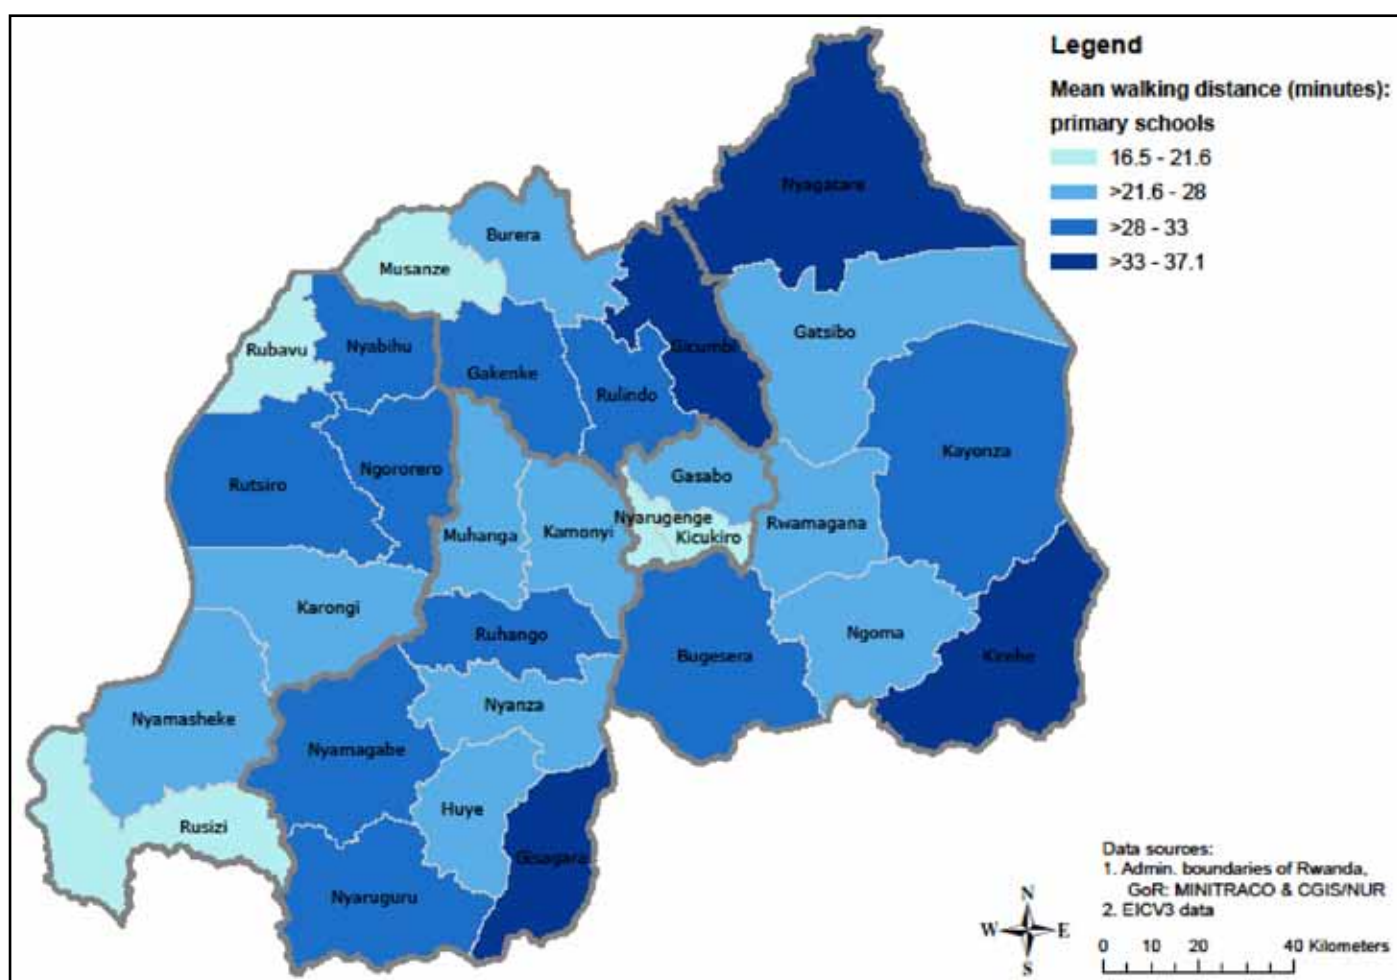 Legend
Mean walking distance (minutes):
primary schools
16.5 - 21.6
>21.6 - 28
>28 - 33
>33 - 37.1
Nyagatare
Burera
Musanze
Gatsibo
Rubavu
Nyabihu
Gicumbi
Gakenke
Rulindo
Kayonza
Ngororero
Gasabo
Rutsiro
Nyarugenge
Rwamagana
Muhanga
Kamonyi
Kicukiro
Karongi
Ruhango
Ngoma
Bugesera
Kirehe
Nyanza
Nyamasheke
Nyamagabe
Huye
Rusizi
Gisagara
Nyaruguru
Data sources:
1. Admin. boundaries of Rwanda,
GoR: MINITRACO & CGIS/NUR
2. EICV3 data
N
W E
S
0 10 20 40 Kilometers